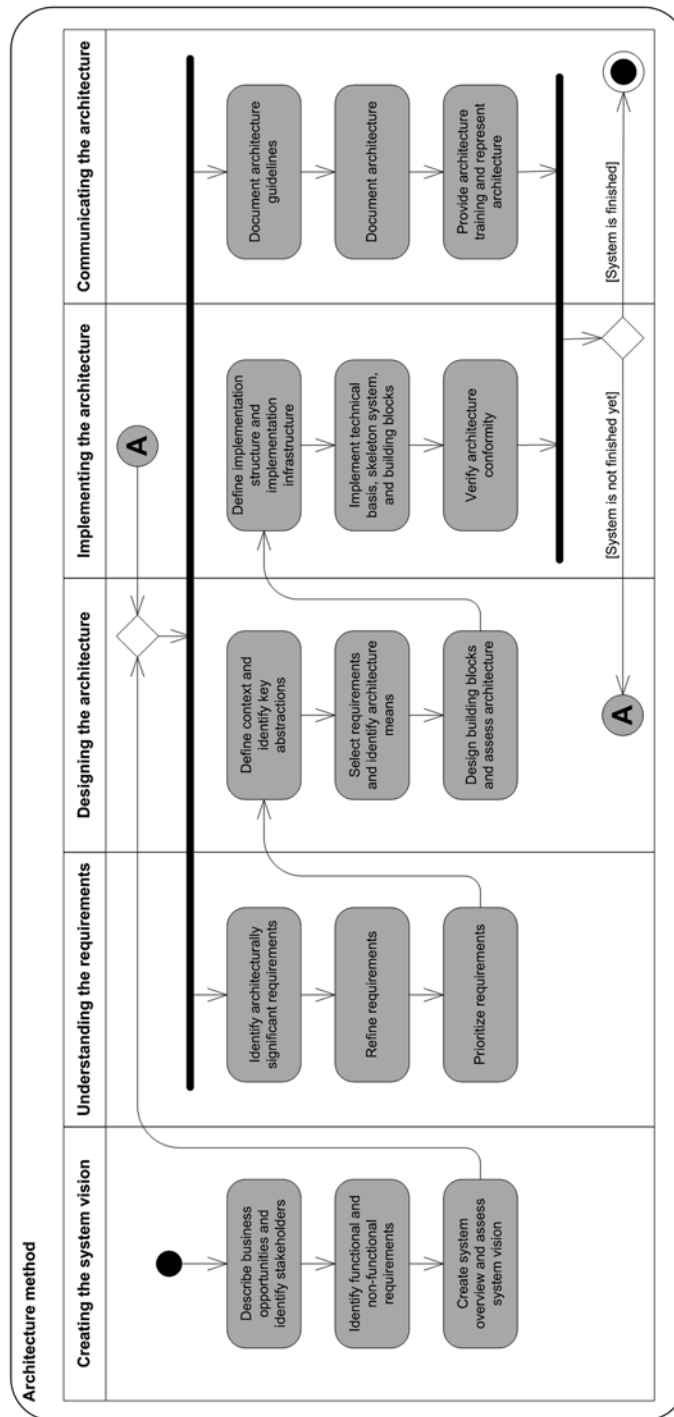 Architecture method
Creating the system vision
Describe business
opportunities and
identify stakeholders
Identify functional and
non-functional
requirements
Create system
overview and assess
system vision
Understanding the requirements
Identify architecturally
significant requirements
Refine requirements
Prioritize requirements
Designing the architecture
Define context and
identify key
abstractions
Select requirements
and identify architecture
means
Design building blocks
and assess architecture
A
Implementing the architecture
A
Define implementation
structure and
implementation
infrastructure
Implement technical
basis, skeleton system,
and building blocks
Verify architecture
conformity
[System is not finished yet]
Communicating the architecture
Document architecture
guidelines
Document architecture
Provide architecture
training and represent
architecture
[System is finished]